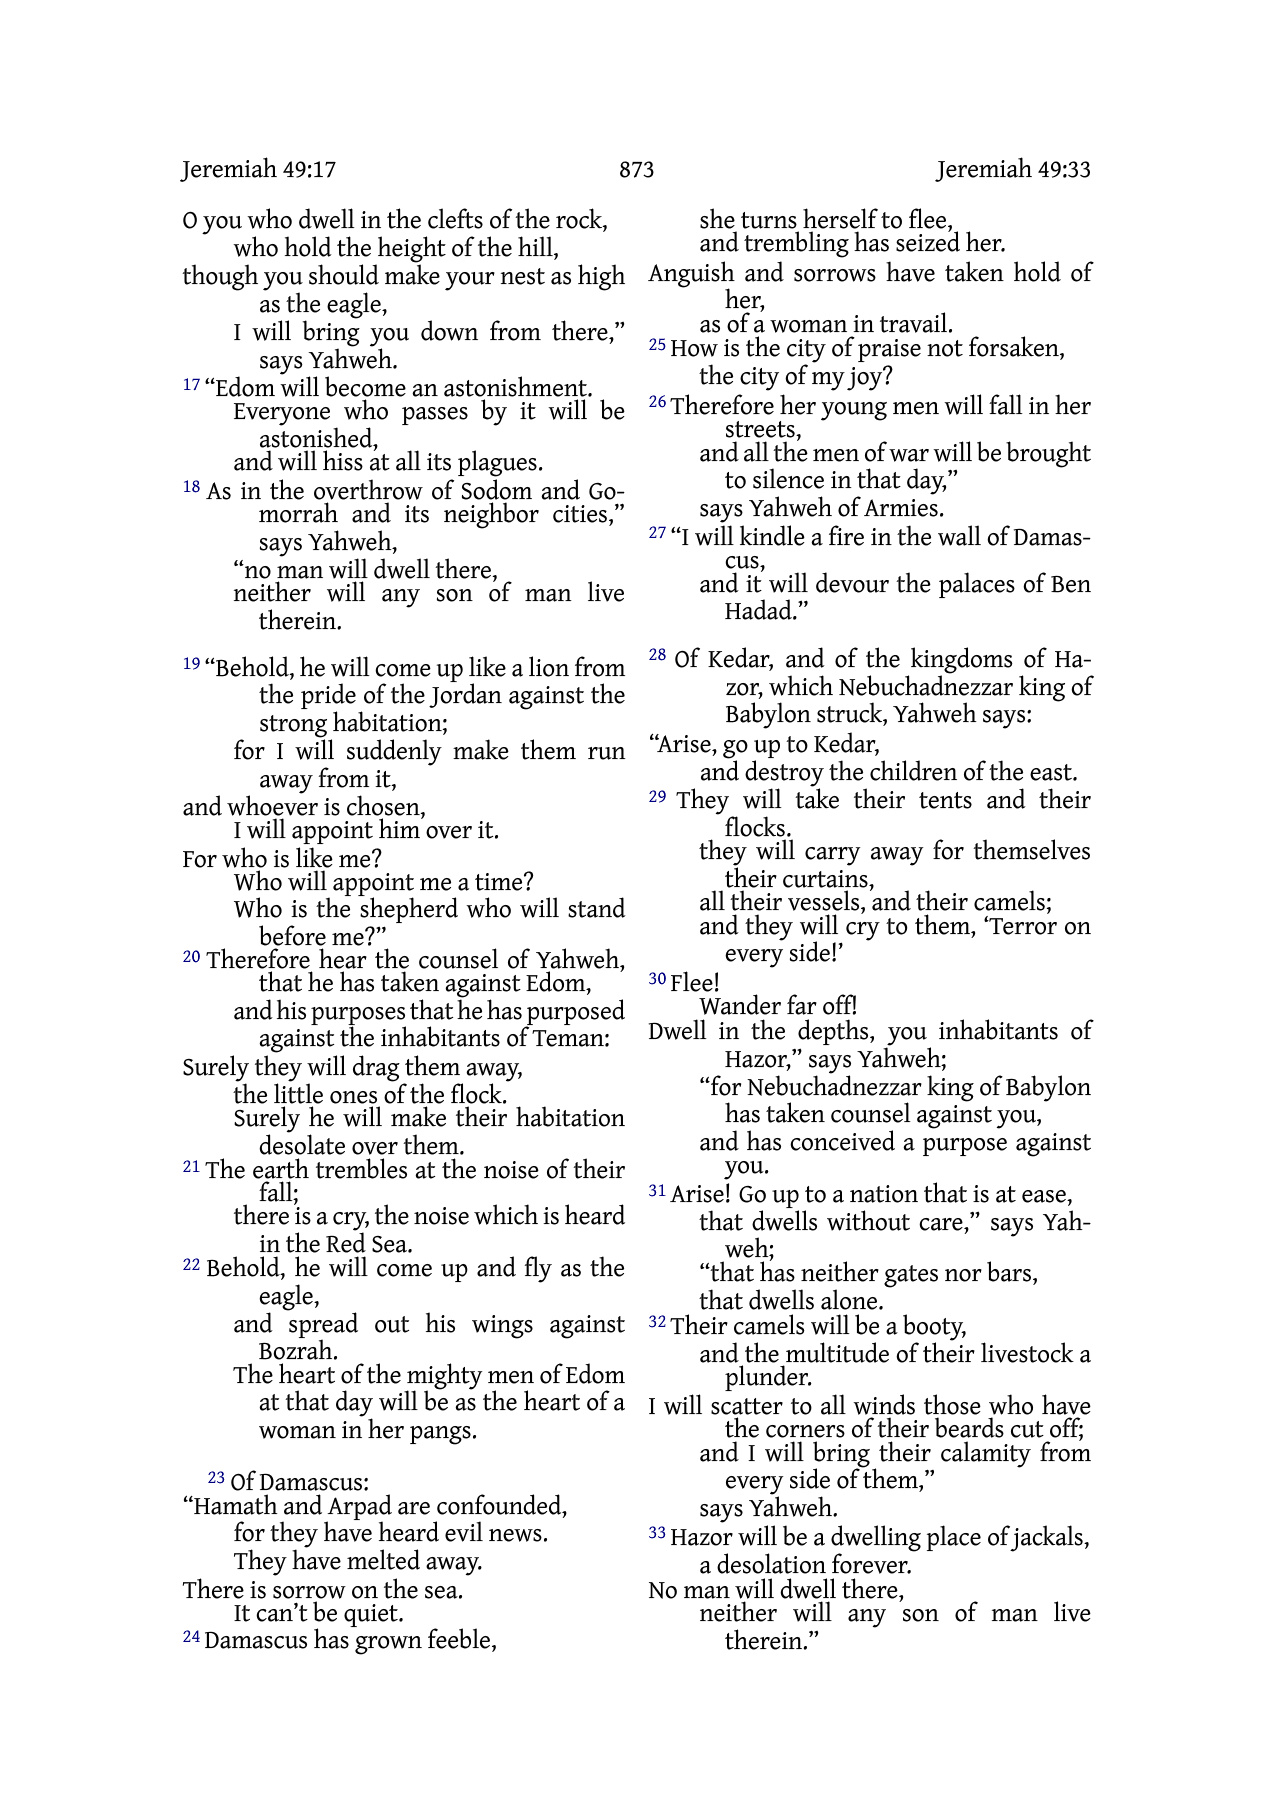 Jeremiah 49:17 873 Jeremiah 49:33
O you who dwell in the clefts of the rock,
who hold the height of the hill,
though you should make your nest as high
as the eagle,
I will bring you down from there,”
says Yahweh.
17 “Edom will become an astonishment.
Everyone who passes by it will be
astonished,
and will hiss at all its plagues.
18 As in the overthrow of Sodom and Go-
morrah and its neighbor cities,”
says Yahweh,
“no man will dwell there,
neither will any son of man live
therein.
19 “Behold, he will come up like a lion from
the pride of the Jordan against the
strong habitation;
for I will suddenly make them run
away from it,
and whoever is chosen,
I will appoint him over it.
For who is like me?
Who will appoint me a time?
Who is the shepherd who will stand
before me?”
20 Therefore hear the counsel of Yahweh,
that he has taken against Edom,
and his purposes that he has purposed
against the inhabitants of Teman:
Surely they will drag them away,
the little ones of the flock.
Surely he will make their habitation
desolate over them.
21 The earth trembles at the noise of their
fall;
there is a cry, the noise which is heard
in the Red Sea.
22 Behold, he will come up and fly as the
eagle,
and spread out his wings against
Bozrah.
The heart of the mighty men of Edom
at that day will be as the heart of a
woman in her pangs.
23 Of Damascus:
“Hamath and Arpad are confounded,
for they have heard evil news.
They have melted away.
There is sorrow on the sea.
It can’t be quiet.
24 Damascus has grown feeble,
she turns herself to flee,
and trembling has seized her.
Anguish and sorrows have taken hold of
her,
as of a woman in travail.
25 How is the city of praise not forsaken,
the city of my joy?
26 Therefore her young men will fall in her
streets,
and all the men of war will be brought
to silence in that day,”
says Yahweh of Armies.
27 “I will kindle a fire in the wall of Damas-
cus,
and it will devour the palaces of Ben
Hadad.”
28 Of Kedar, and of the kingdoms of Ha-
zor, which Nebuchadnezzar king of
Babylon struck, Yahweh says:
“Arise, go up to Kedar,
and destroy the children of the east.
29 They will take their tents and their
flocks.
they will carry away for themselves
their curtains,
all their vessels, and their camels;
and they will cry to them, ‘Terror on
every side!’
30 Flee!
Wander far off!
Dwell in the depths, you inhabitants of
Hazor,” says Yahweh;
“for Nebuchadnezzar king of Babylon
has taken counsel against you,
and has conceived a purpose against
you.
31 Arise! Go up to a nation that is at ease,
that dwells without care,” says Yah-
weh;
“that has neither gates nor bars,
that dwells alone.
32 Their camels will be a booty,
and the multitude of their livestock a
plunder.
I will scatter to all winds those who have
the corners of their beards cut off;
and I will bring their calamity from
every side of them,”
says Yahweh.
33 Hazor will be a dwelling place of jackals,
a desolation forever.
No man will dwell there,
neither will any son of man live
therein.”